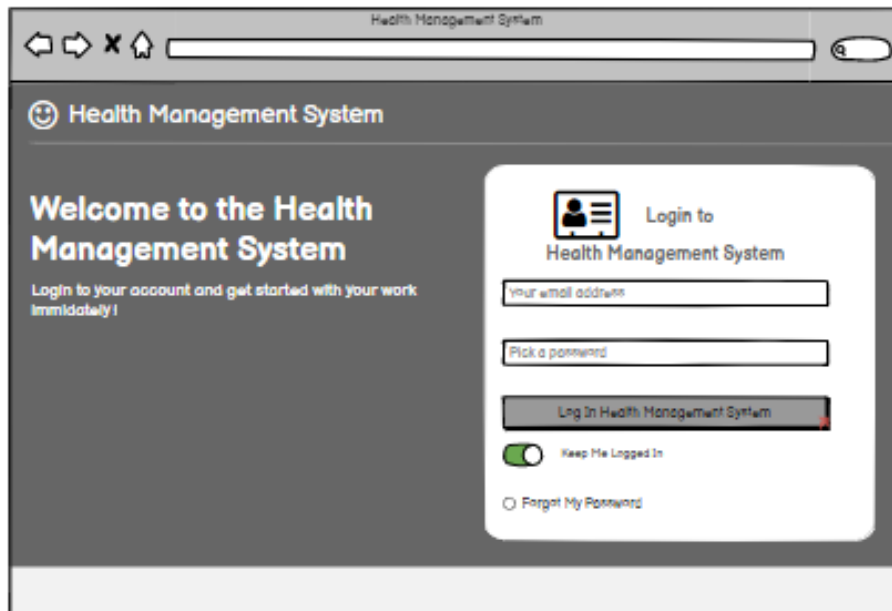 Health Management System
Health Management System
Welcome to the Health
Management System
Login to your account and get started with your work
immidately!
Login to
Health Management System
Your email address
Pick a password
Log In Health Management System
Keep Me Logged In
Forgot My Password